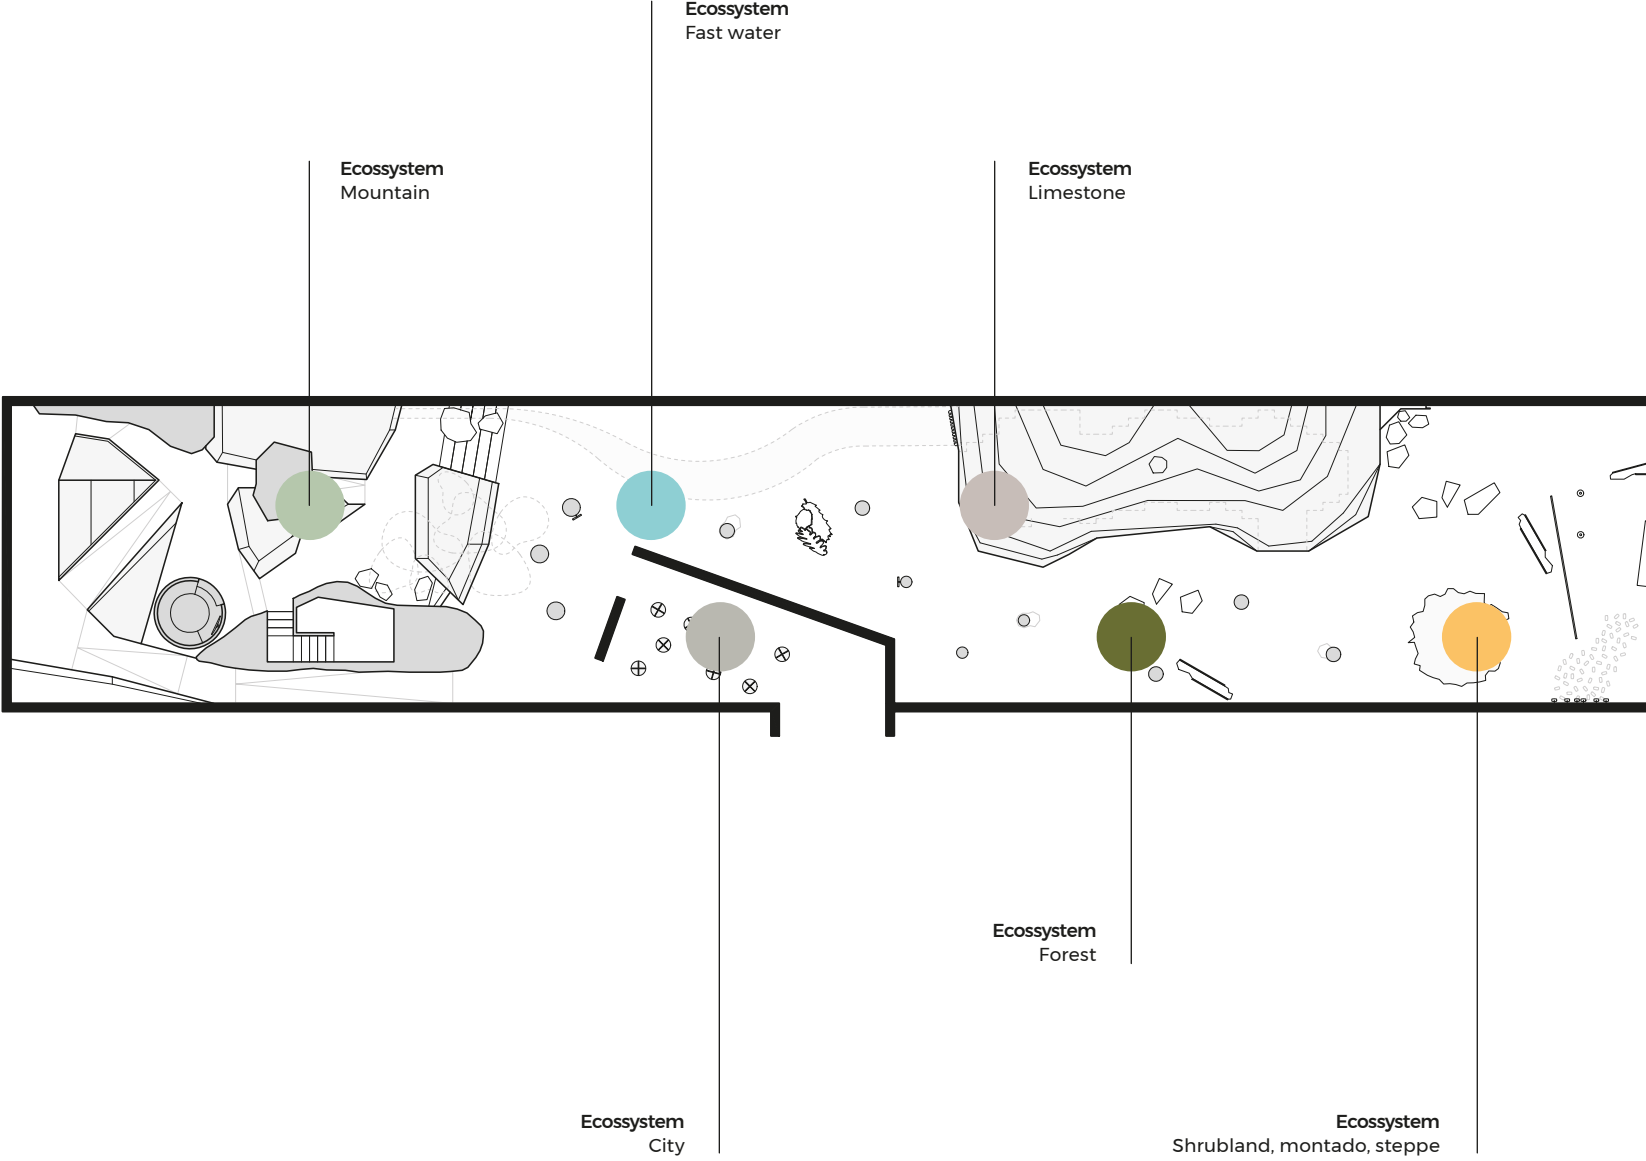 Ecossystem
Fast water
Ecossystem
Mountain
Ecossystem
Limestone
Ecossystem
Forest
Ecossystem
City
Ecossystem
Shrubland, montado, steppe